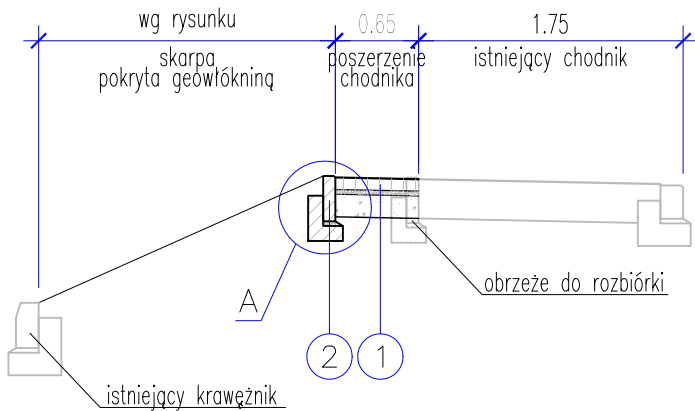 wg rysunku
0.65
1.75
skarpa
pokryta geowłókniną
poszerzenie
chodnika
istniejący chodnik
obrzeże do rozbiórki
A
2
1
istniejący krawężnik